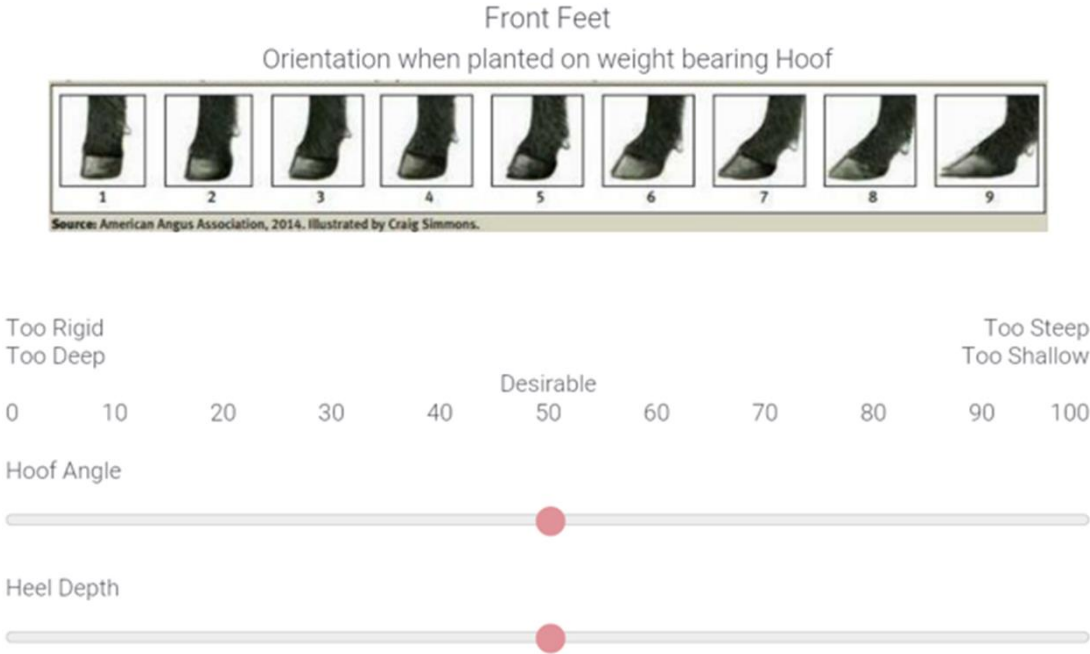 Front Feet
Orientation when planted on weight bearing Hoof
1 2 3 4 5 6 7 8 9
Source: American Angus Association, 2014. Illustrated by Craig Simmons.
Too Rigid Too Steep
Too Deep Too Shallow
Desirable
0 10 20 30 40 50 60 70 80 90 100
Hoof Angle
Heel Depth